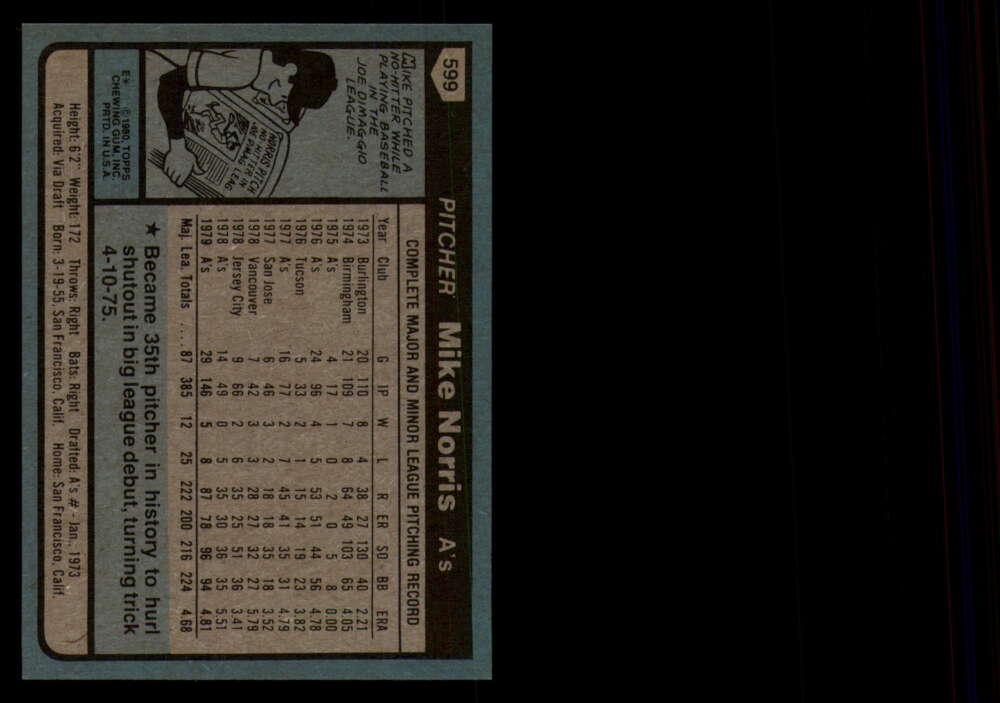 599
PITCHER Mike Norris A's
MIKE PITCHED A
NO-HITTER WHILE
PLAYING BASEBALL
IN THE
JOE DIMAGGIO
LEAGUE.
NORRIS PITCH
NO HITTER IN
JOE DIMAG LEAG
E* ©1980, TOPPS
CHEWING GUM, INC.
PRTD. IN U.S.A.
COMPLETE MAJOR AND MINOR LEAGUE PITCHING RECORD
Year Club G IP W L R ER SO BB ERA
1973 Burlington 20 110 8 4 38 27 130 40 2.21
1974 Birmingham 21 109 7 8 64 49 103 65 4.05
1975 A's 4 17 1 0 2 0 5 8 0.00
1976 A's 24 96 4 5 53 51 44 56 4.78
1976 Tucson 5 33 2 1 15 14 19 23 3.82
1977 A's 16 77 2 7 45 41 35 31 4.79
1977 San Jose 6 46 3 2 18 18 35 18 3.52
1978 Vancouver 7 42 3 3 28 27 32 27 5.79
1978 Jersey City 9 66 2 6 35 25 51 36 3.41
1978 A's 14 49 0 5 35 30 36 35 5.51
1979 A's 29 146 5 8 87 78 96 94 4.81
Maj. Lea. Totals .... 87 385 12 25 222 200 216 224 4.68
★ Became 35th pitcher in history to hurl
shutout in big league debut, turning trick
4-10-75.
Height: 6'2" Weight: 172 Throws: Right Bats: Right Drafted: A's # - Jan., 1973
Acquired: Via Draft Born: 3-19-55, San Francisco, Calif. Home: San Francisco, Calif.